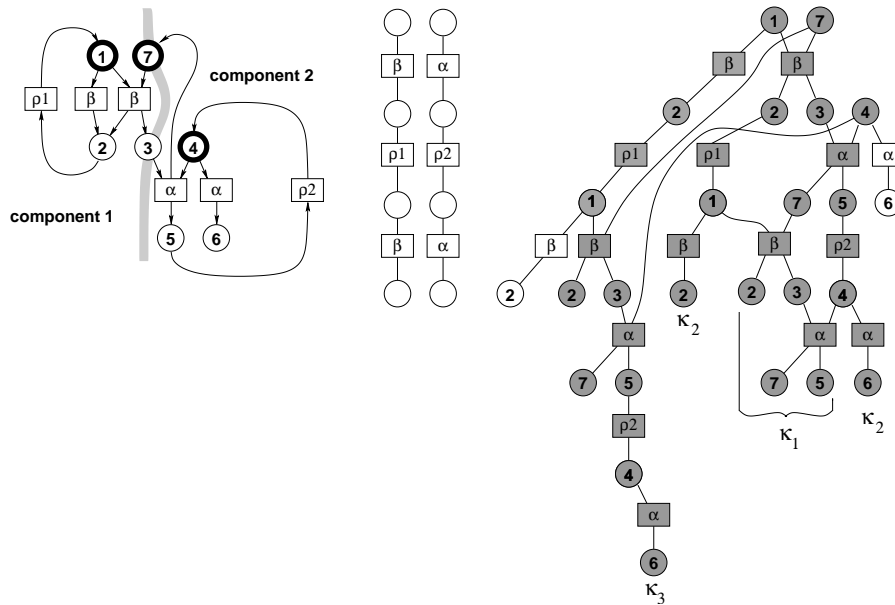 1 7
component 2
ρ1 β β
2 3 4
α α ρ2
component 1
5 6
β α
ρ1 ρ2
β α
1 7
β β
2 2 3 4
ρ1 ρ1 α α
1 1 7 5 6
β β β β ρ2
2 2 3 2 2 3 4
κ2
α α α
7 5 7 5 6
κ1 κ2
ρ2
4
α
6
κ3